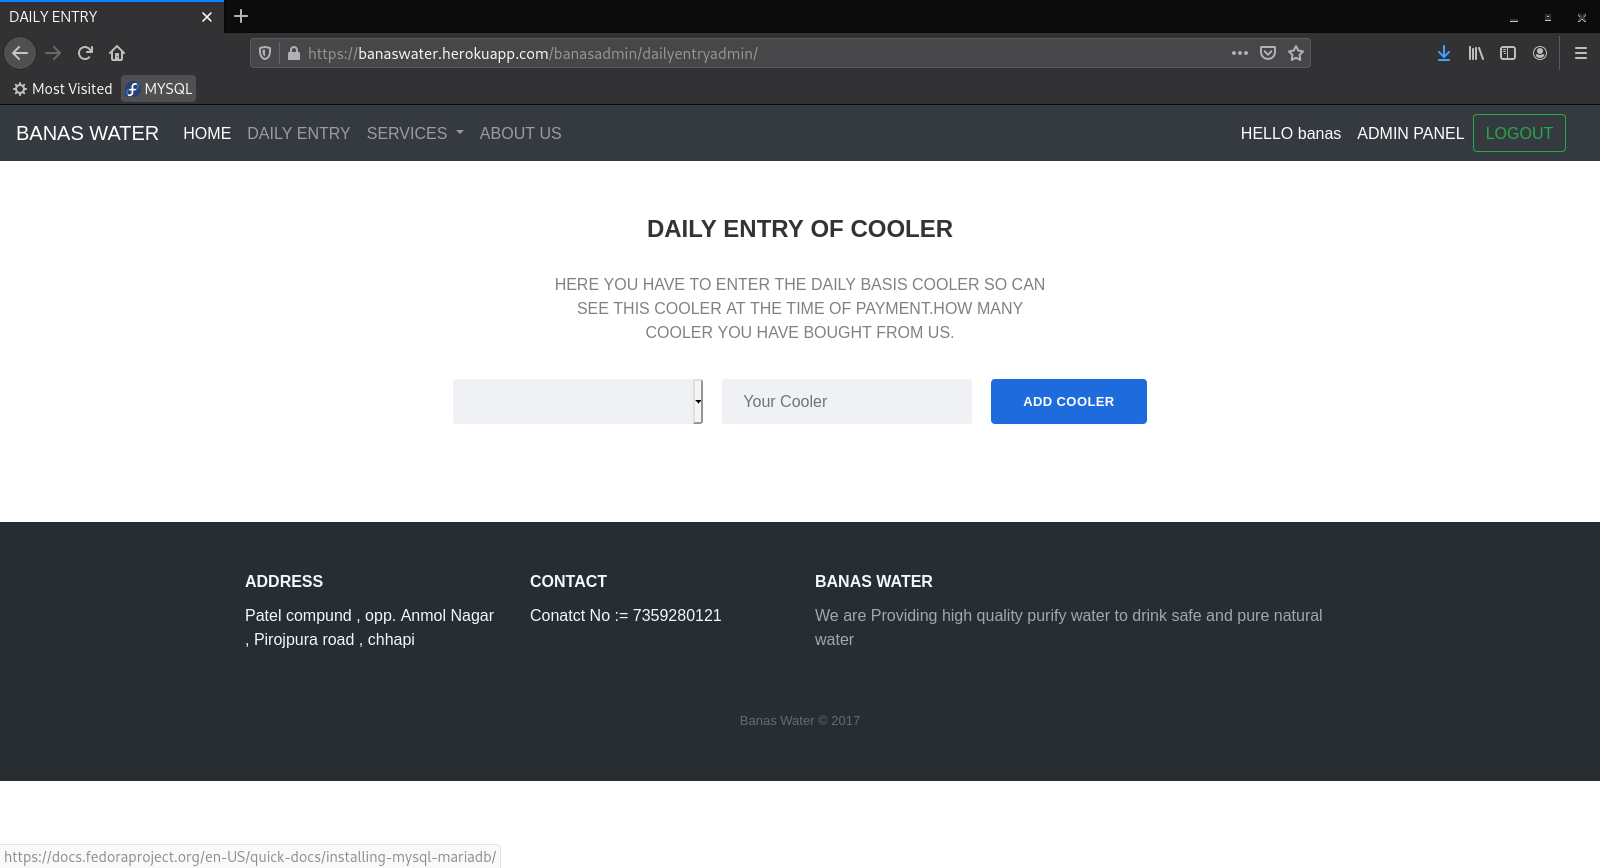 DAILY ENTRY
https://banaswater.herokuapp.com/banasadmin/dailyentryadmin/
Most Visited MYSQL
BANAS WATER HOME DAILY ENTRY SERVICES ABOUT US HELLO banas ADMIN PANEL LOGOUT
DAILY ENTRY OF COOLER
HERE YOU HAVE TO ENTER THE DAILY BASIS COOLER SO CAN
SEE THIS COOLER AT THE TIME OF PAYMENT.HOW MANY
COOLER YOU HAVE BOUGHT FROM US.
Your Cooler ADD COOLER
ADDRESS
Patel compund , opp. Anmol Nagar
, Pirojpura road , chhapi
CONTACT
Conatct No := 7359280121
BANAS WATER
We are Providing high quality purify water to drink safe and pure natural
water
Banas Water © 2017
https://docs.fedoraproject.org/en-US/quick-docs/installing-mysql-mariadb/